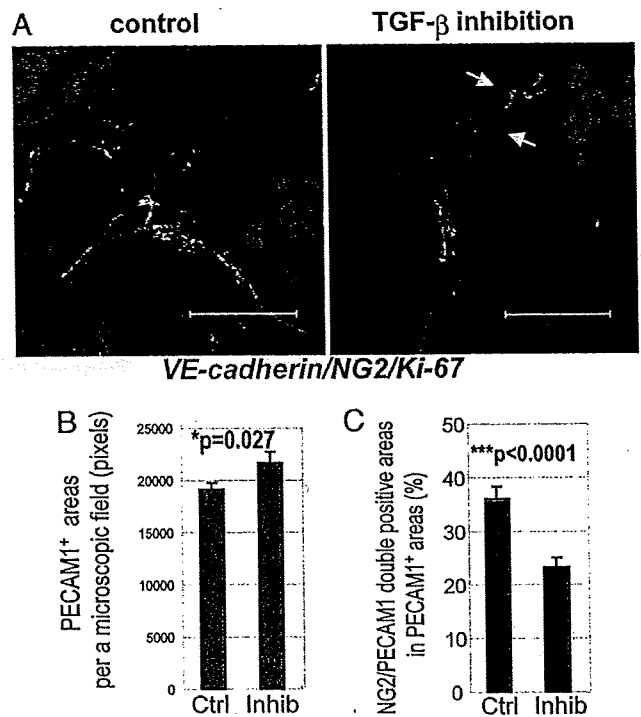 A
control
TGF-β inhibition
VE-cadherin/NG2/Ki-67
B
PECAM1+ areas
per a microscopic field (pixels)
25000
20000
15000
10000
5000
0
*p=0.027
Ctrl
Inhib
C
NG2/PECAM1 double positive areas
in PECAM1+ areas (%)
50
40
30
20
10
0
***p<0.0001
Ctrl
Inhib